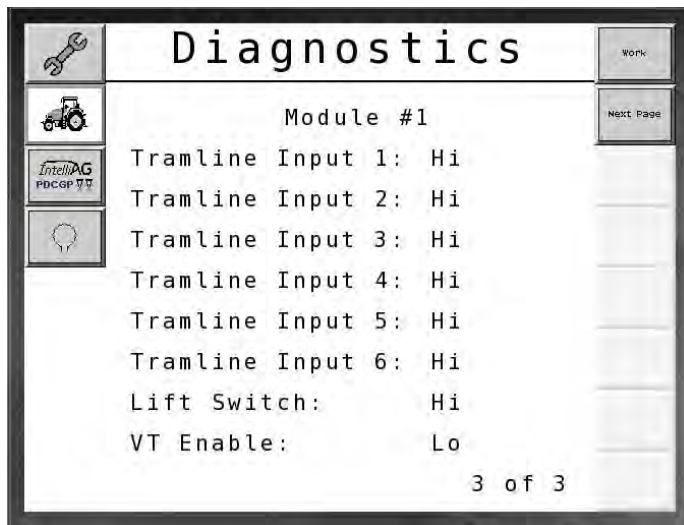 Diagnostics
Work
Module #1
Next Page
Tramline Input 1: Hi
IntelliAG
PDCGP
Tramline Input 2: Hi
Tramline Input 3: Hi
Tramline Input 4: Hi
Tramline Input 5: Hi
Tramline Input 6: Hi
Lift Switch: Hi
VT Enable: Lo
3 of 3